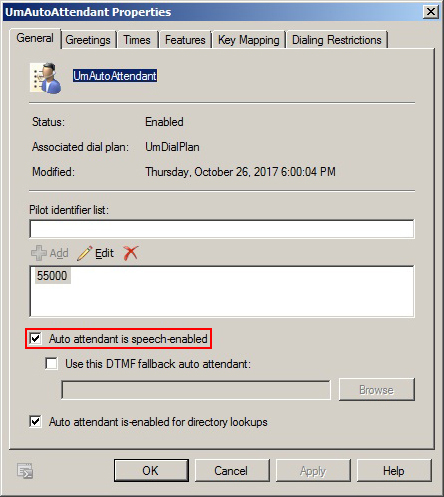 UmAutoAttendant Properties
General Greetings Times Features Key Mapping Dialing Restrictions
UmAutoAttendant
Status: Enabled
Associated dial plan: UmDialPlan
Modified: Thursday, October 26, 2017 6:00:04 PM
Pilot identifier list:
Add Edit
55000
Auto attendant is speech-enabled
Use this DTMF fallback auto attendant:
Browse
Auto attendant is-enabled for directory lookups
OK Cancel Apply Help